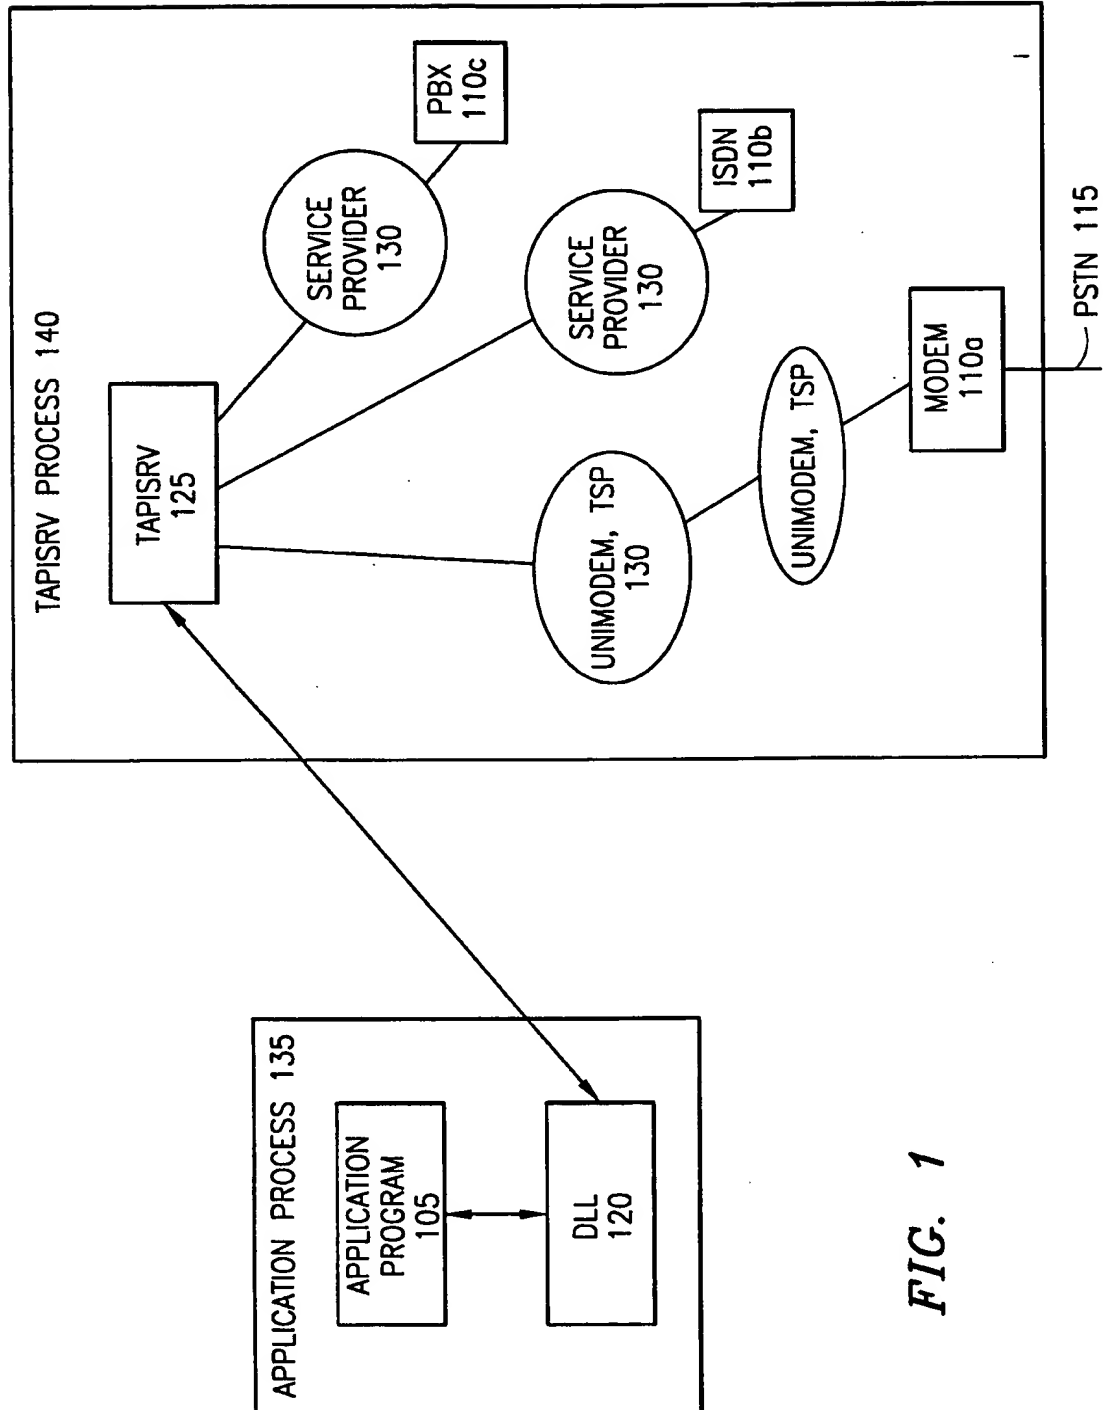 APPLICATION PROCESS 135
APPLICATION
PROGRAM
105
DLL
120
TAPISRV PROCESS 140
TAPISRV
125
SERVICE
PROVIDER
130
PBX
110c
SERVICE
PROVIDER
130
ISDN
110b
UNIMODEM, TSP
130
UNIMODEM, TSP
MODEM
110a
PSTN 115
FIG. 1